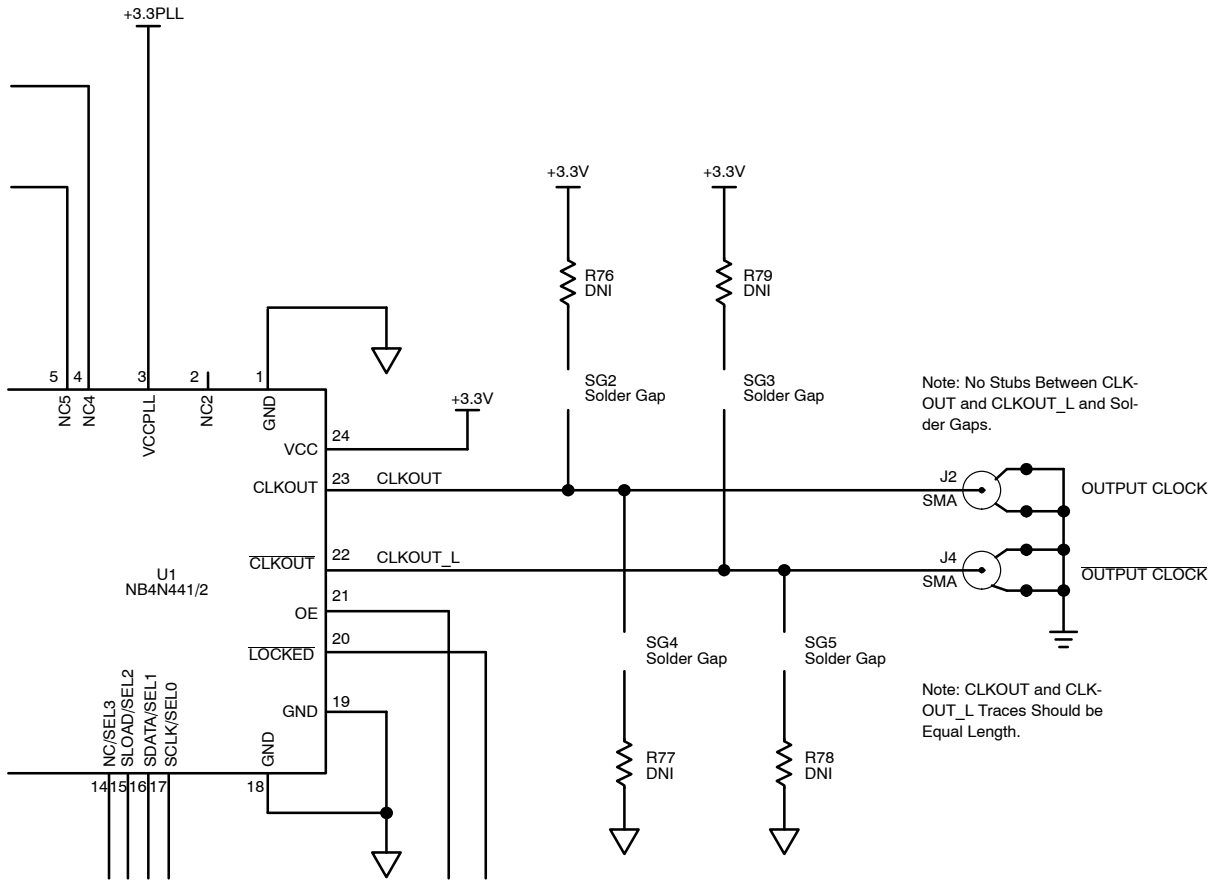 +3.3PLL
+3.3V
+3.3V
R76
DNI
R79
DNI
SG2
Solder Gap
SG3
Solder Gap
Note: No Stubs Between CLK-
OUT and CLKOUT_L and Sol-
der Gaps.
5
4
3
2
1
NC5
NC4
VCCPLL
NC2
GND
+3.3V
VCC
24
CLKOUT
23
CLKOUT
J2
SMA
OUTPUT CLOCK
CLKOUT
22
CLKOUT_L
J4
SMA
OUTPUT CLOCK
U1
NB4N441/2
OE
21
LOCKED
20
SG4
Solder Gap
SG5
Solder Gap
GND
19
Note: CLKOUT and CLK-
OUT_L Traces Should be
Equal Length.
NC/SEL3
SLOAD/SEL2
SDATA/SEL1
SCLK/SEL0
GND
14
15
16
17
18
R77
DNI
R78
DNI